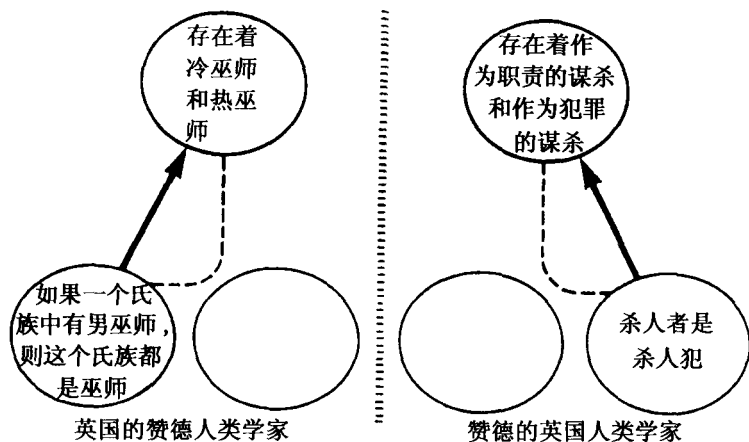 存在着
冷巫师
和热巫
师
如果一个氏
族中有男巫师,
则这个氏族都
是巫师
英国的赞德人类学家
存在着作
为职责的谋杀
和作为犯罪
的谋杀
杀人者是
杀人犯
赞德的英国人类学家